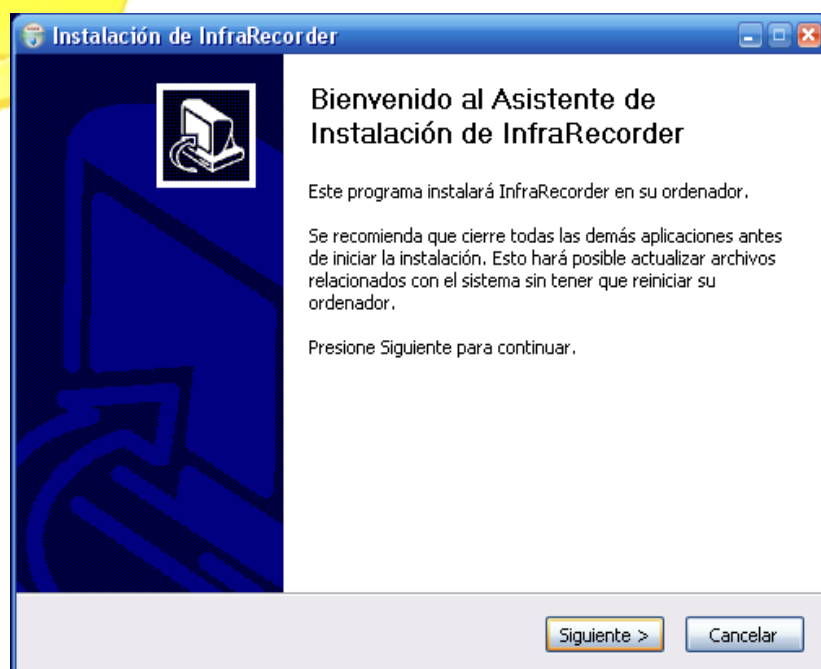 Instalación de InfraRecorder
Bienvenido al Asistente de
Instalación de InfraRecorder
Este programa instalará InfraRecorder en su ordenador.
Se recomienda que cierre todas las demás aplicaciones antes
de iniciar la instalación. Esto hará posible actualizar archivos
relacionados con el sistema sin tener que reiniciar su
ordenador.
Presione Siguiente para continuar.
Siguiente >
Cancelar